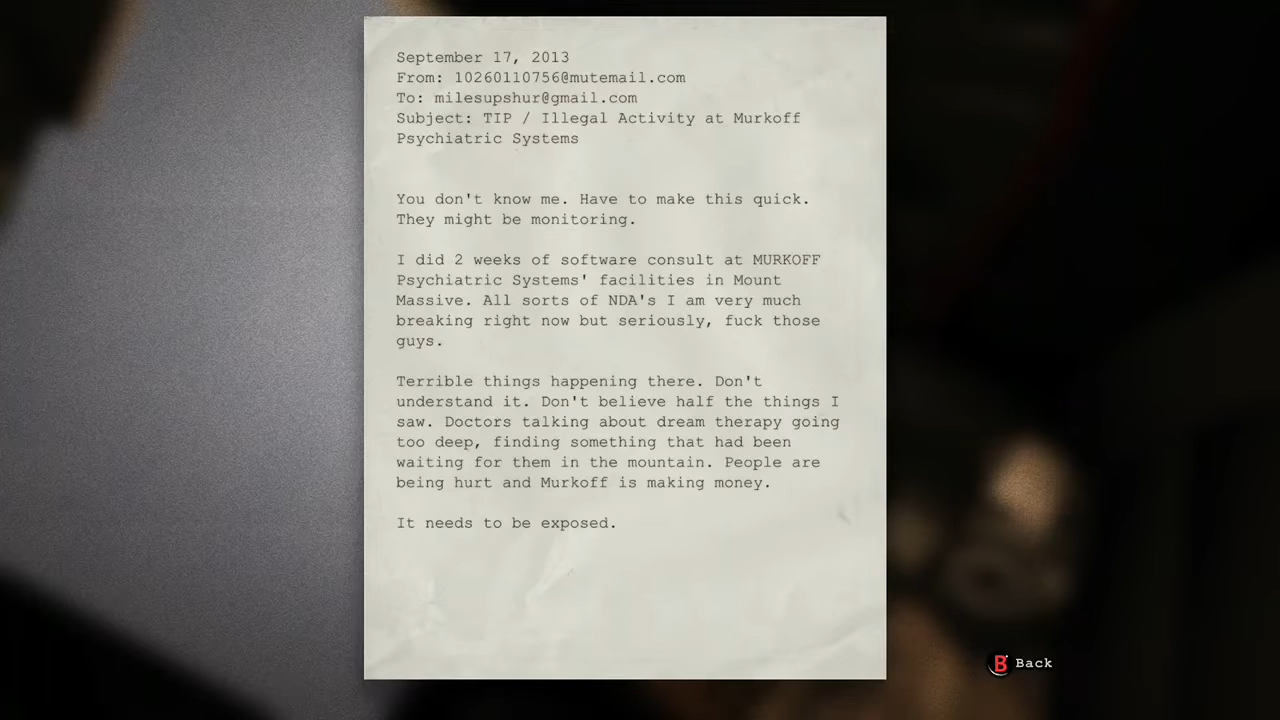 September 17, 2013
From: 10260110756@mutemail.com
To: milesupshur@gmail.com
Subject: TIP / Illegal Activity at Murkoff
Psychiatric Systems
You don't know me. Have to make this quick.
They might be monitoring.
I did 2 weeks of software consult at MURKOFF
Psychiatric Systems' facilities in Mount
Massive. All sorts of NDA's I am very much
breaking right now but seriously, fuck those
guys.
Terrible things happening there. Don't
understand it. Don't believe half the things I
saw. Doctors talking about dream therapy going
too deep, finding something that had been
waiting for them in the mountain. People are
being hurt and Murkoff is making money.
It needs to be exposed.
B Back